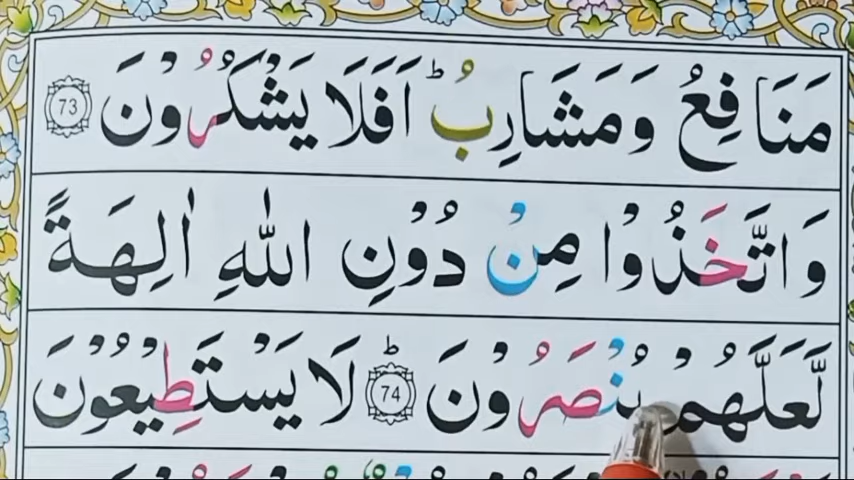 مَنَافِعُ وَمَشَارِبُ ؕ اَفَلَا يَشْكُرُوْنَ 73
وَاتَّخَذُوْا مِنْ دُوْنِ اللّٰهِ اٰلِهَةً
لَّعَلَّهُمْ يُنْصَرُوْنَ ؕ 74 لَا يَسْتَطِيْعُوْنَ